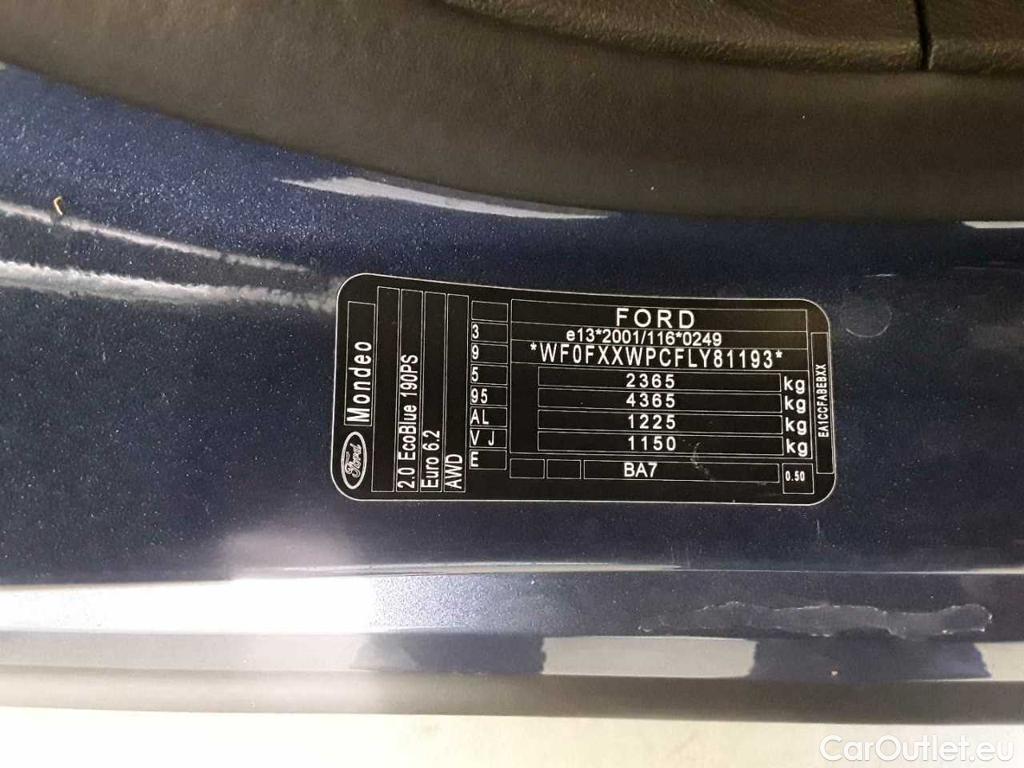 FORD
e13*2001/116*0249
*WF0FXXWPCFLY81193*
2365 kg
4365 kg
1225 kg
1150 kg
BA7
0.50
3
9
5
95
AL
V J
E
Ford
Mondeo
2.0 EcoBlue 190PS
Euro 6.2
AWD
EA1CCFABEBXX
CarOutlet.eu